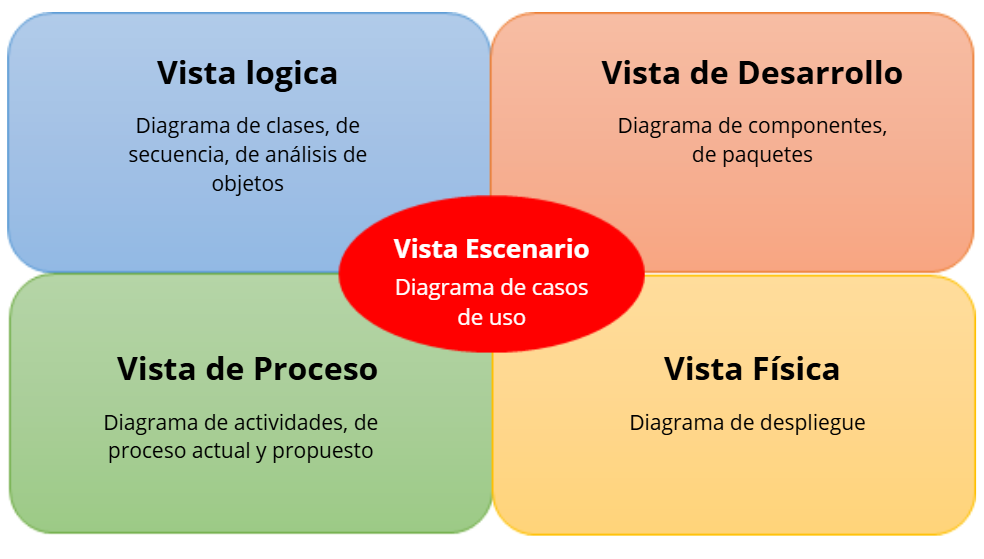 Vista logica
Diagrama de clases, de
secuencia, de análisis de
objetos
Vista de Desarrollo
Diagrama de componentes,
de paquetes
Vista Escenario
Diagrama de casos
de uso
Vista de Proceso
Diagrama de actividades, de
proceso actual y propuesto
Vista Física
Diagrama de despliegue